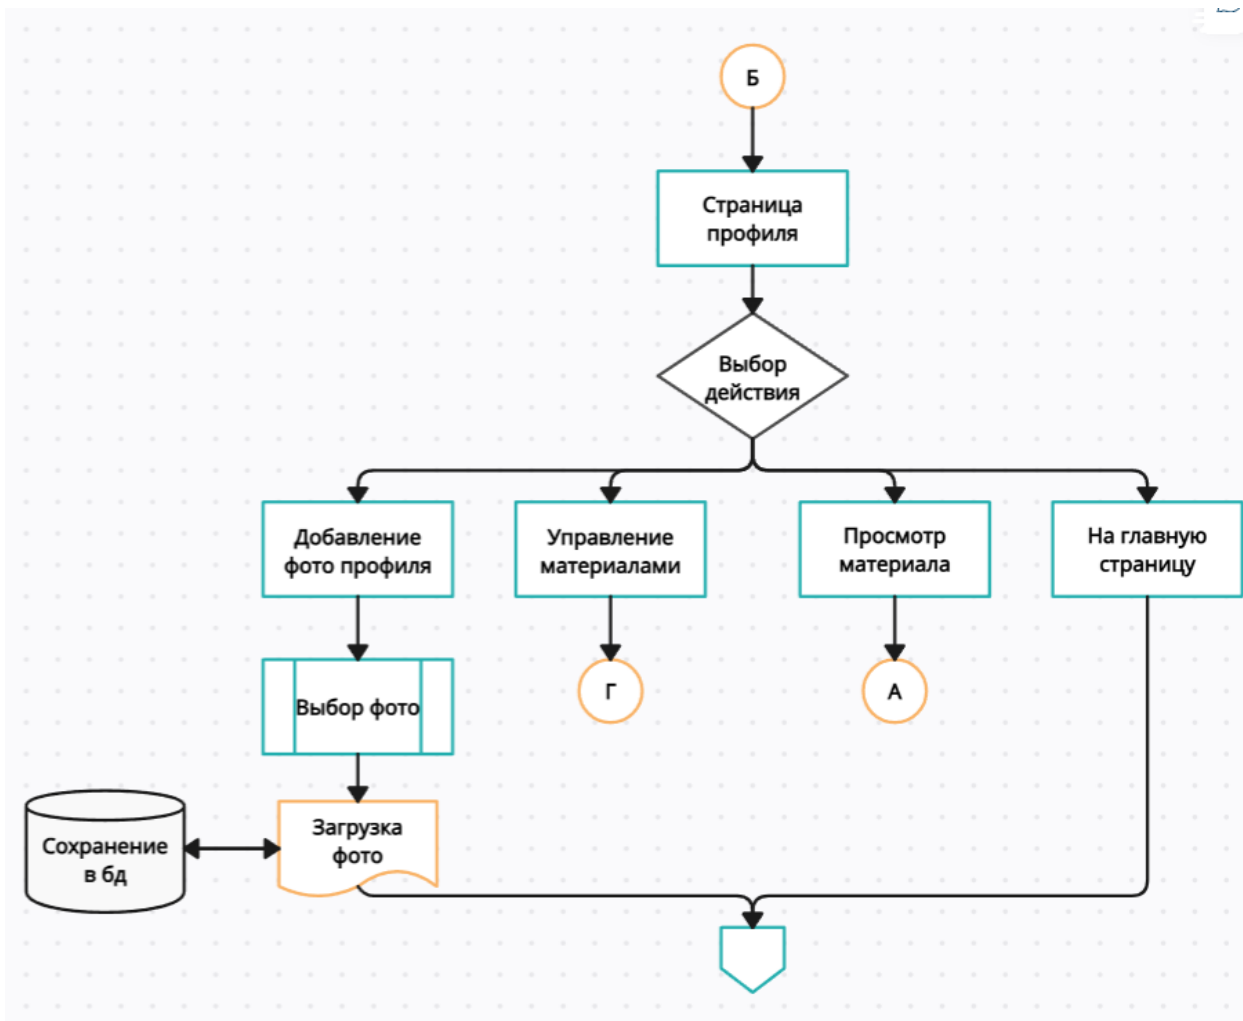 Б
Страница
профиля
Выбор
действия
Добавление
фото профиля
Управление
материалами
Просмотр
материала
На главную
страницу
Выбор фото
Г
А
Загрузка
фото
Сохранение
в бд